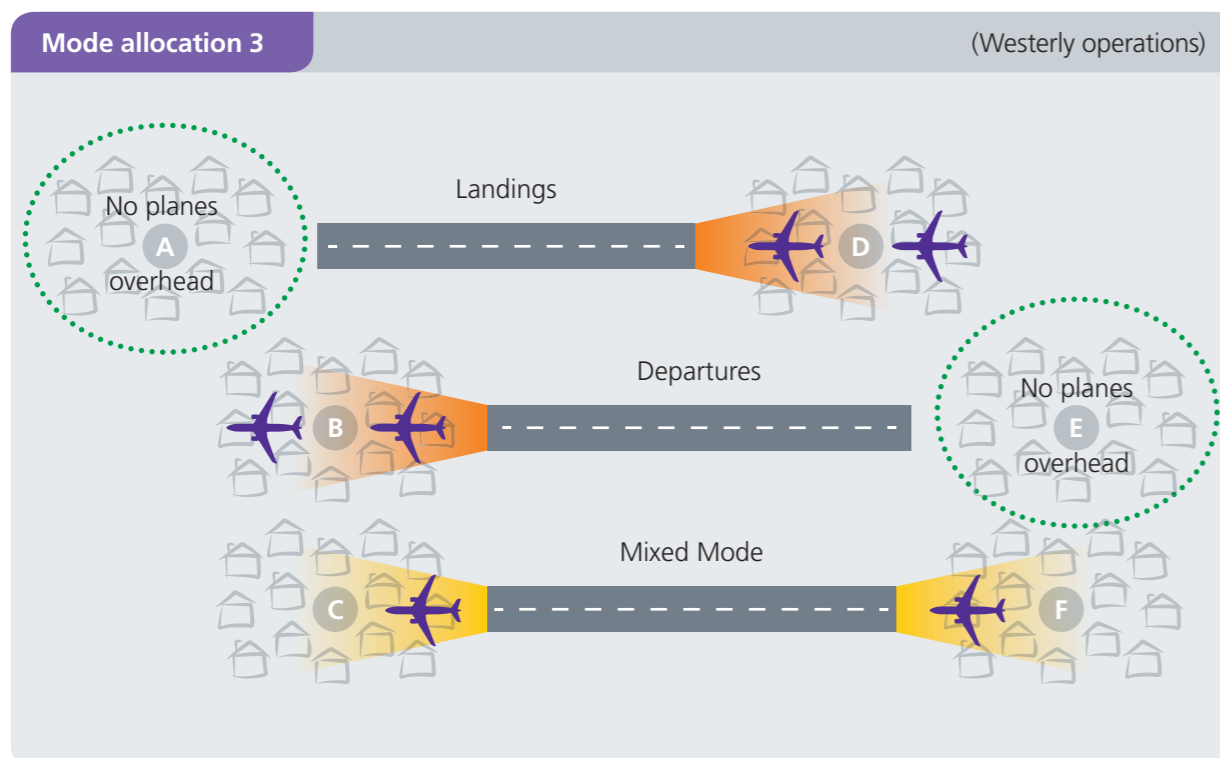 Mode allocation 3
(Westerly operations)
Landings
No planes
A
overhead
D
Departures
B
No planes
E
overhead
Mixed Mode
C
F